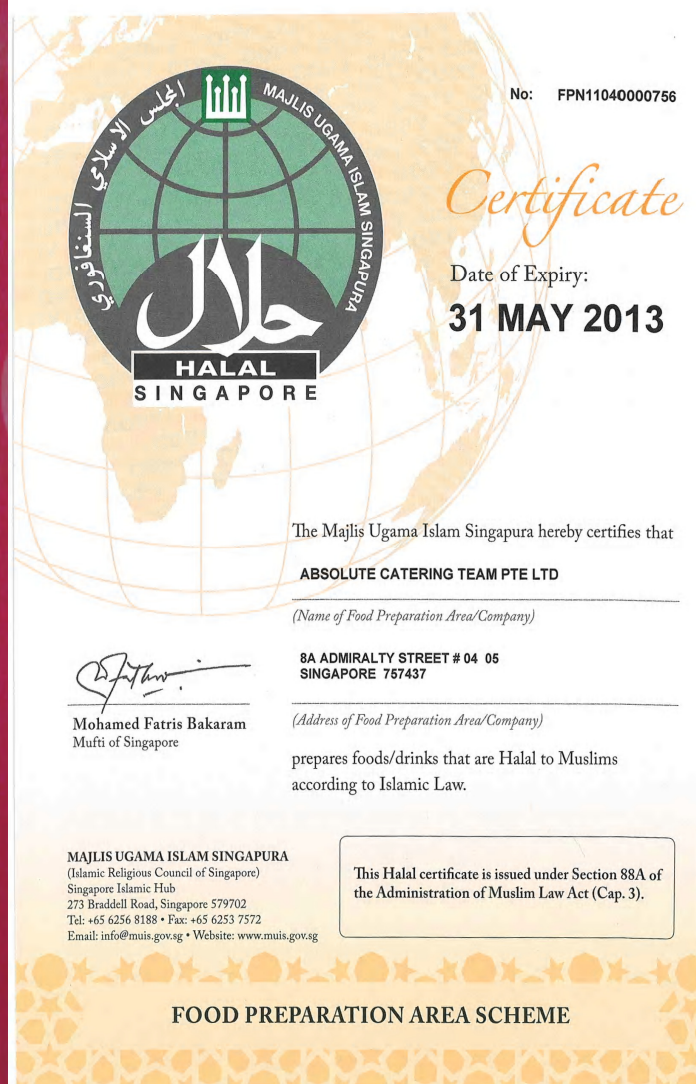 المجلس الاسلامي السنغافوري
MAJLIS UGAMA ISLAM SINGAPURA
حلال
HALAL
SINGAPORE
No: FPN11040000756
Certificate
Date of Expiry:
31 MAY 2013
The Majlis Ugama Islam Singapura hereby certifies that
ABSOLUTE CATERING TEAM PTE LTD
(Name of Food Preparation Area/Company)
8A ADMIRALTY STREET # 04 05
SINGAPORE 757437
(Address of Food Preparation Area/Company)
prepares foods/drinks that are Halal to Muslims
according to Islamic Law.
Mohamed Fatris Bakaram
Mufti of Singapore
MAJLIS UGAMA ISLAM SINGAPURA
(Islamic Religious Council of Singapore)
Singapore Islamic Hub
273 Braddell Road, Singapore 579702
Tel: +65 6256 8188 • Fax: +65 6253 7572
Email: info@muis.gov.sg • Website: www.muis.gov.sg
This Halal certificate is issued under Section 88A of
the Administration of Muslim Law Act (Cap. 3).
FOOD PREPARATION AREA SCHEME